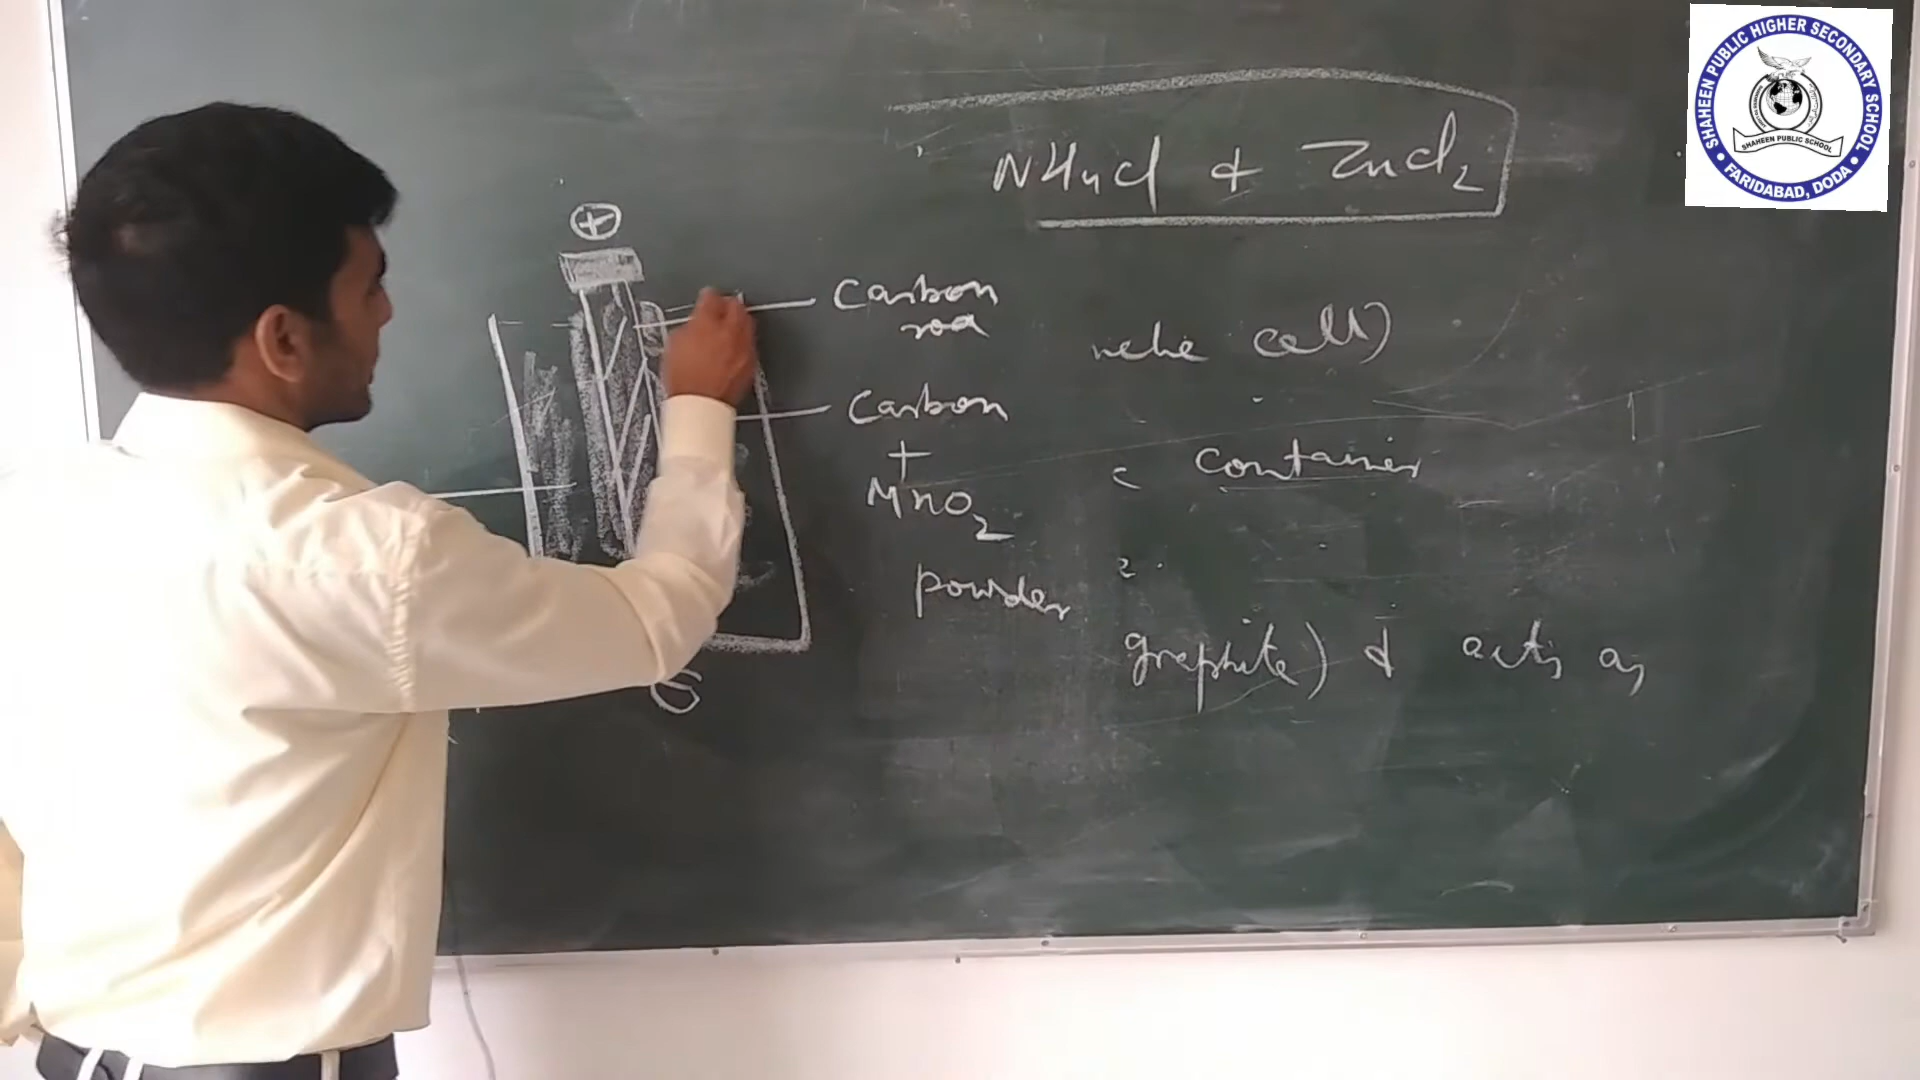 SHAHEEN PUBLIC HIGHER SECONDARY SCHOOL
SHAHEEN PUBLIC SCHOOL
• FARIDABAD, DODA •
NH4Cl & ZnCl2
+
Carbon
rod
cell)
Carbon
+
MnO2
powder
container
2.
graphite) & acts as